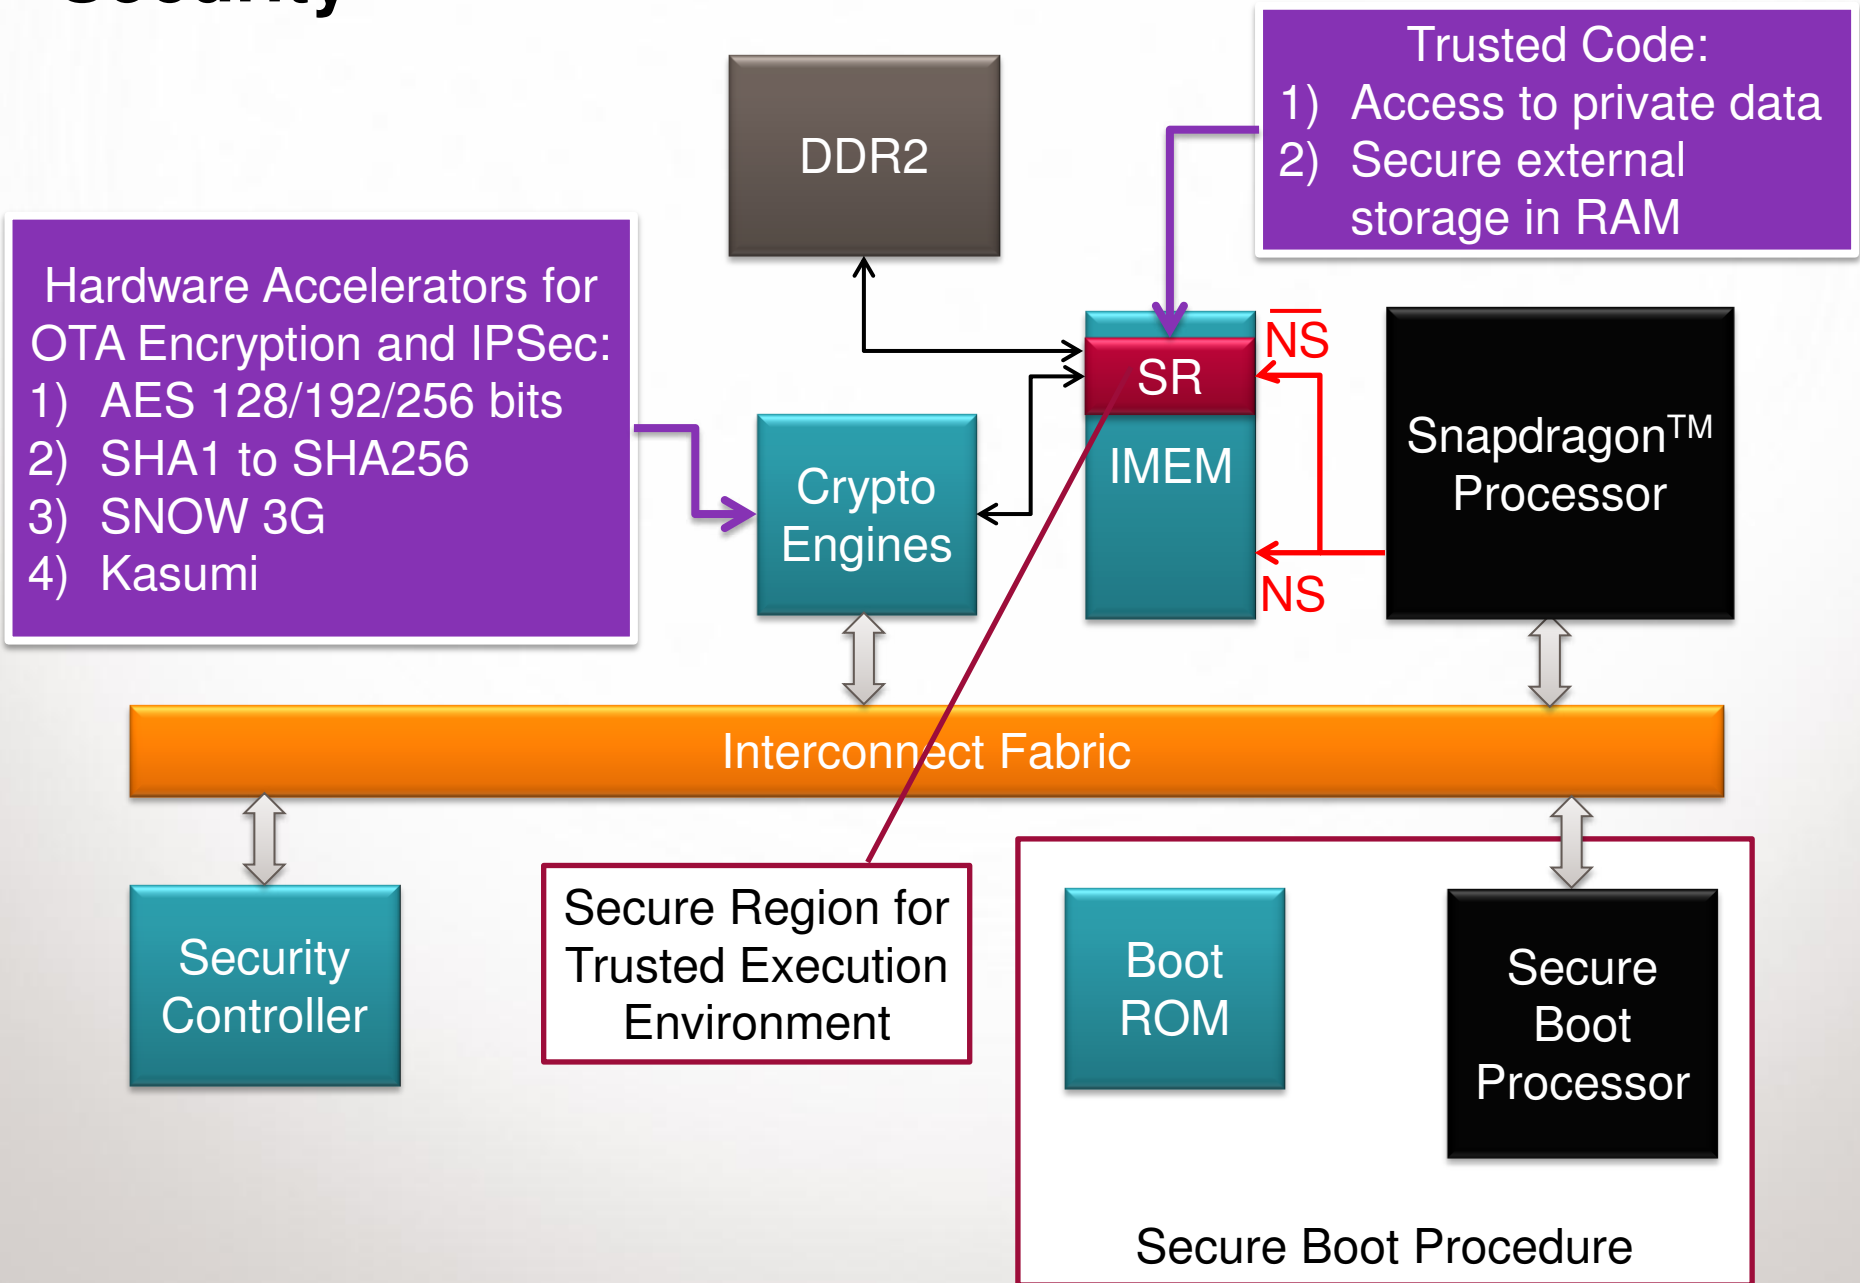 Security
Trusted Code:
1) Access to private data
2) Secure external
storage in RAM
DDR2
Hardware Accelerators for
OTA Encryption and IPSec:
1) AES 128/192/256 bits
2) SHA1 to SHA256
3) SNOW 3G
4) Kasumi
Crypto
Engines
SR
IMEM
N̅S̅
NS
Snapdragon™
Processor
Interconnect Fabric
Security
Controller
Secure Region for
Trusted Execution
Environment
Boot
ROM
Secure
Boot
Processor
Secure Boot Procedure